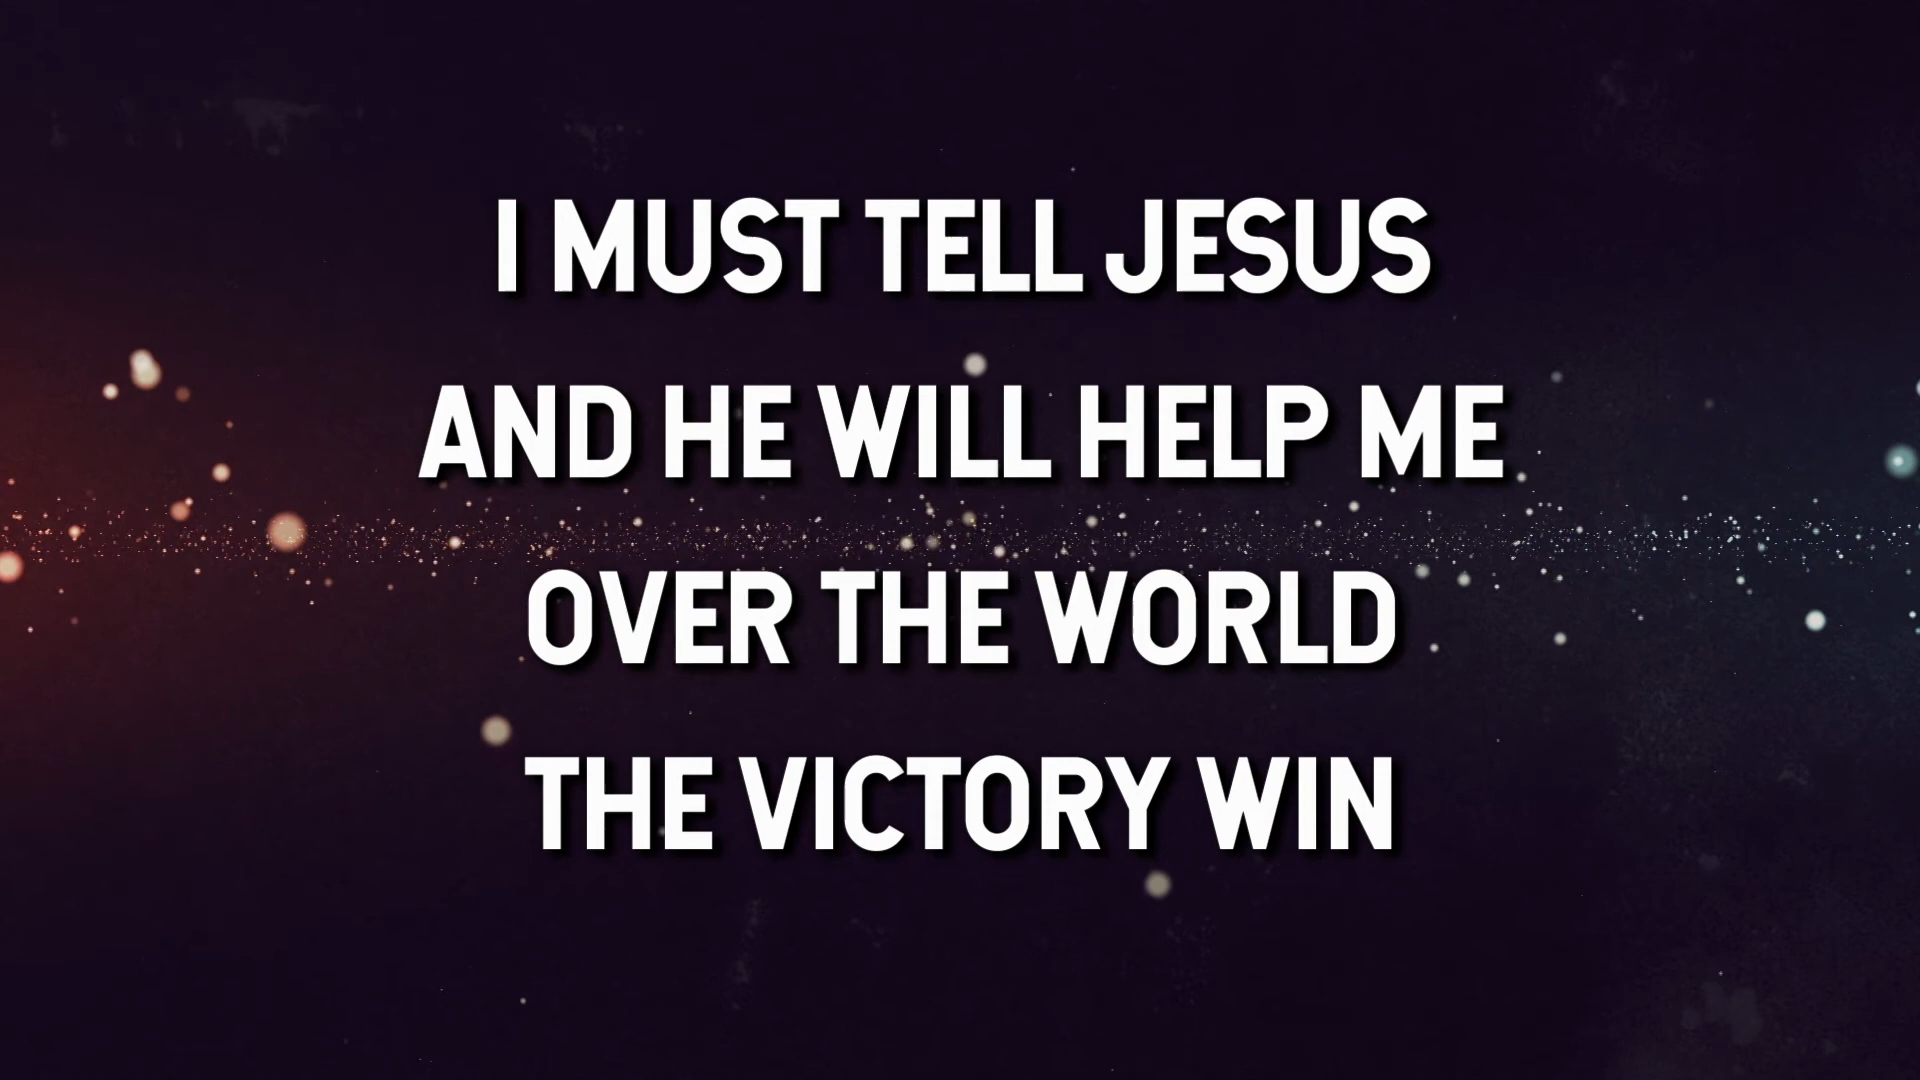 I MUST TELL JESUS
AND HE WILL HELP ME
OVER THE WORLD
THE VICTORY WIN